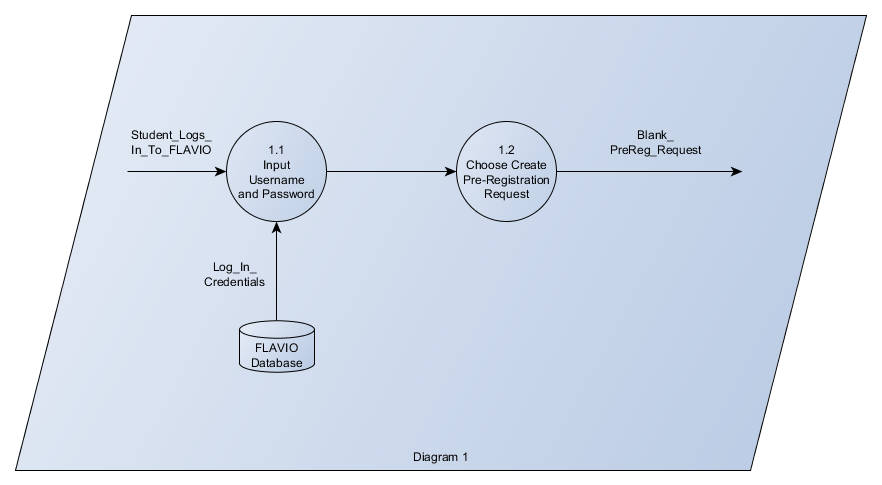 Student_Logs_
In_To_FLAVIO
1.1
Input
Username
and Password
1.2
Choose Create
Pre-Registration
Request
Blank_
PreReg_Request
Log_In_
Credentials
FLAVIO
Database
Diagram 1